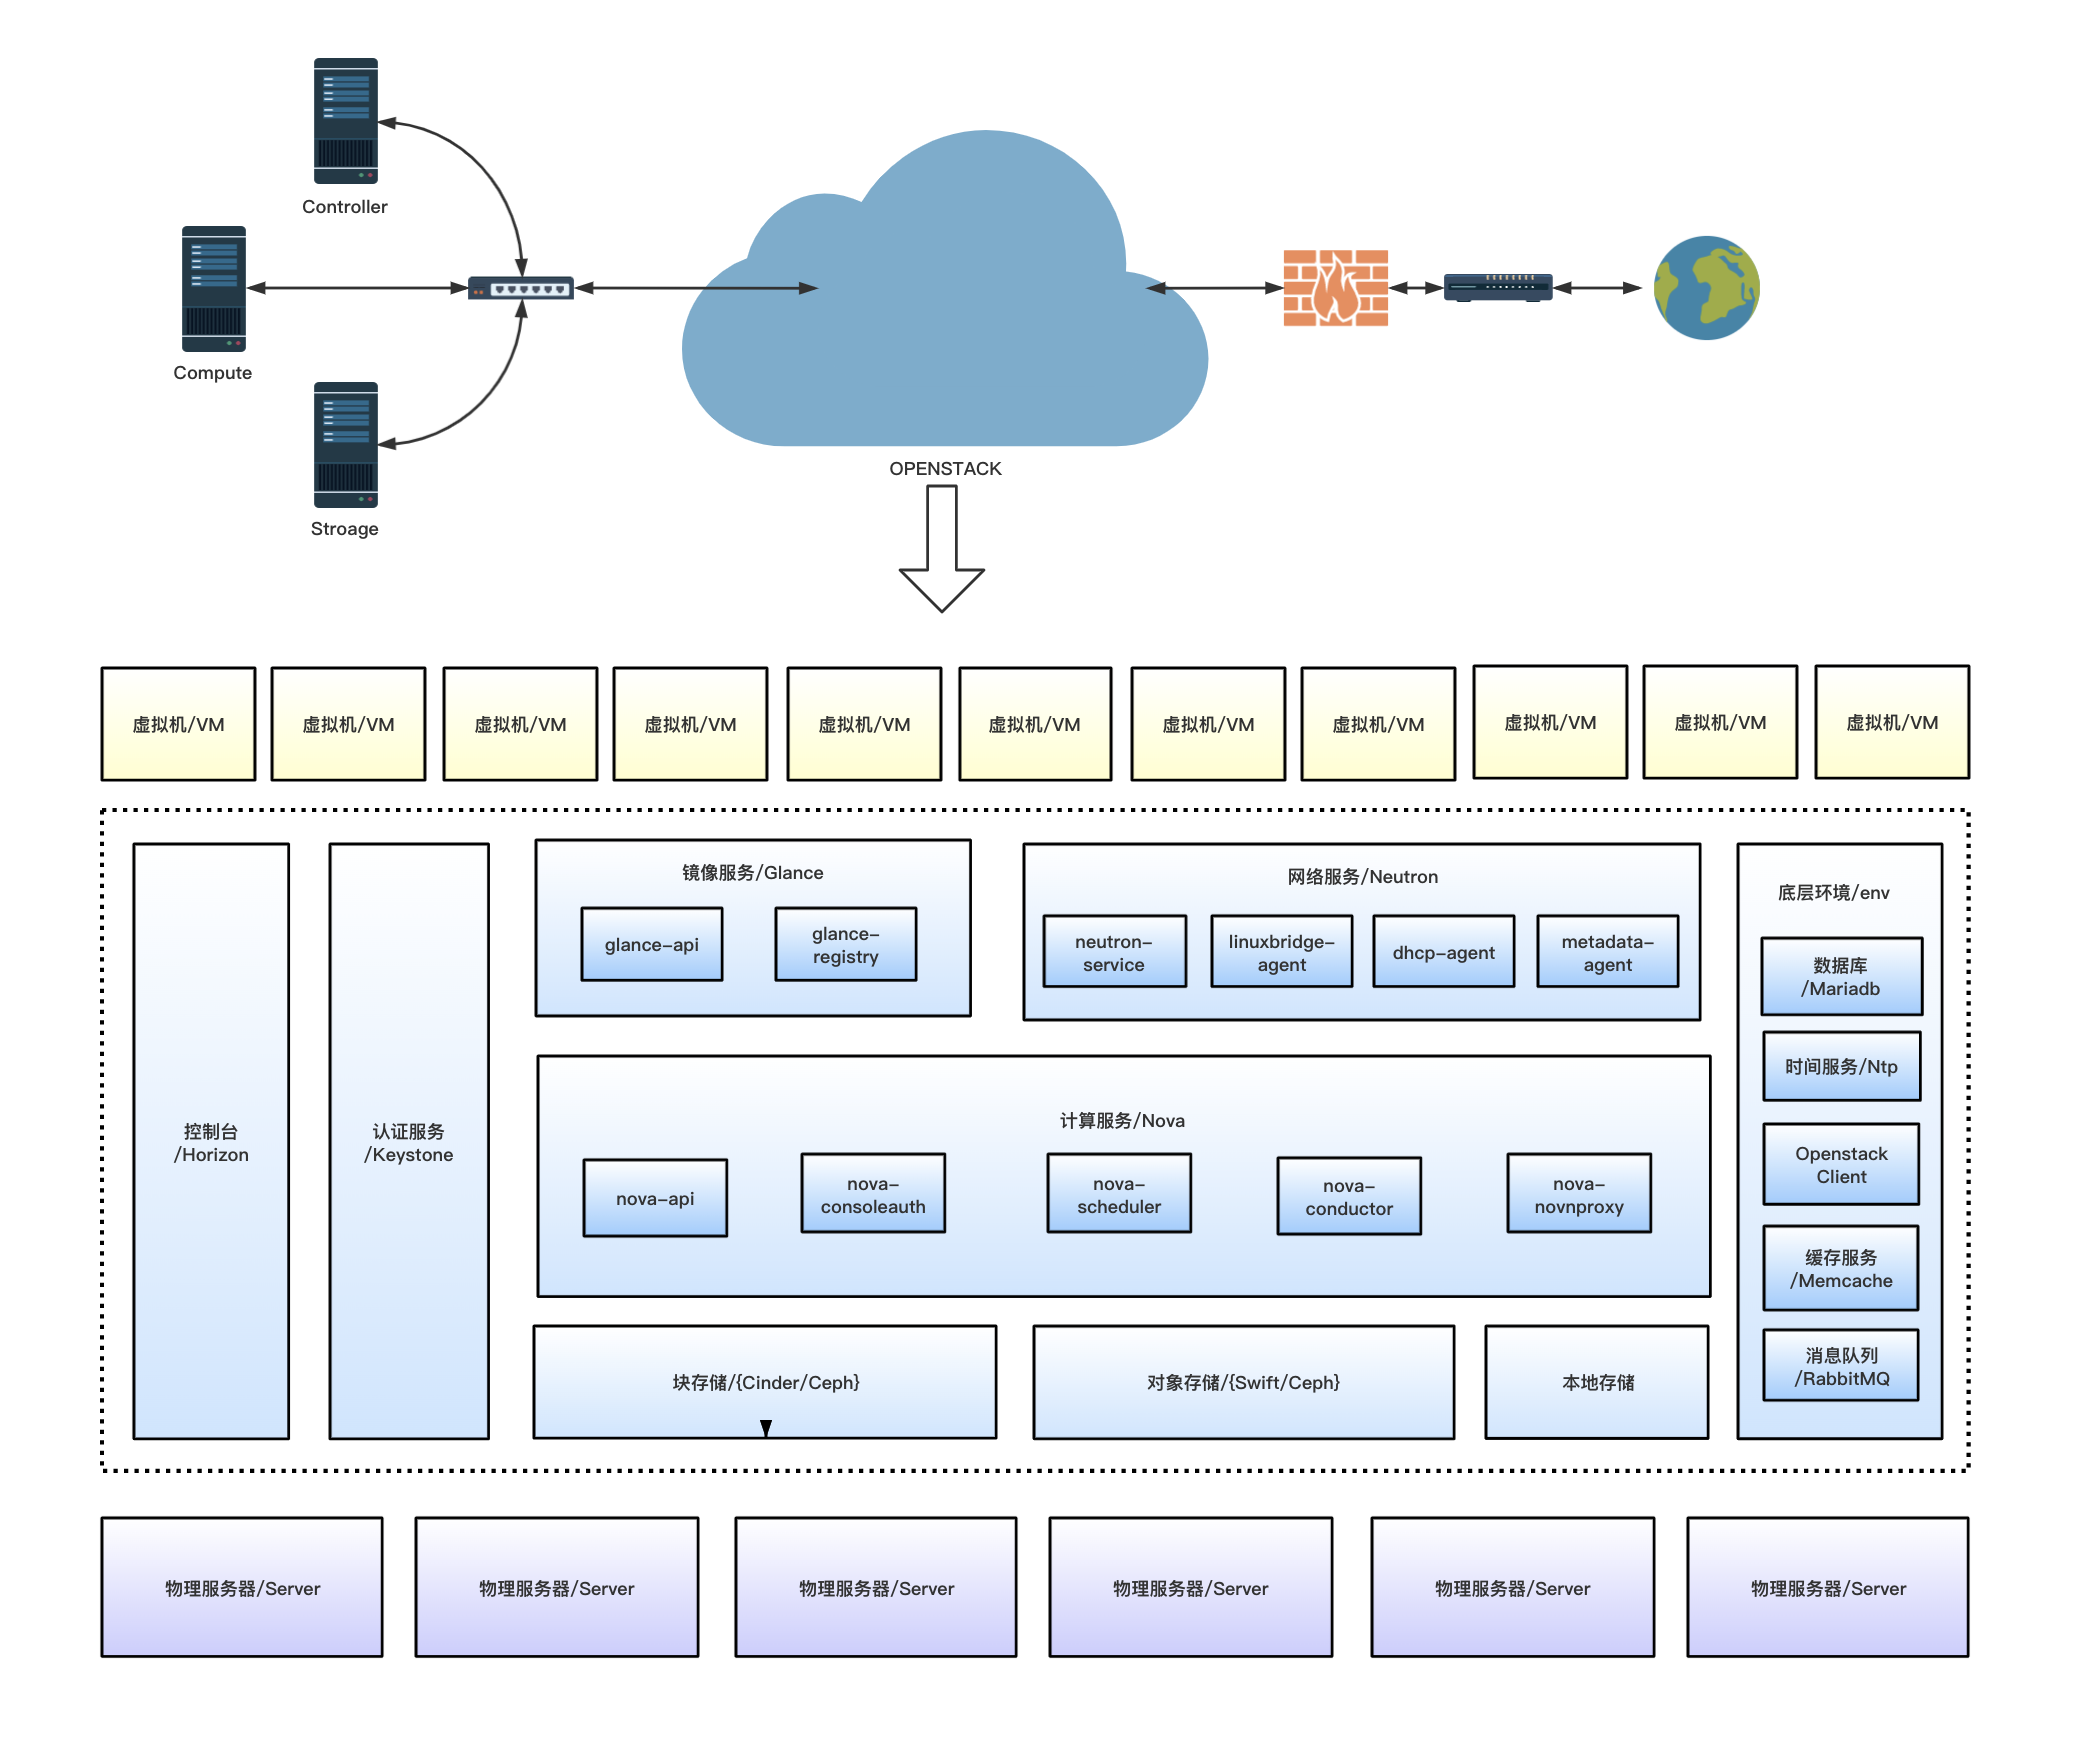 Controller
Compute
Stroage
OPENSTACK
虚拟机/VM
虚拟机/VM
虚拟机/VM
虚拟机/VM
虚拟机/VM
虚拟机/VM
虚拟机/VM
虚拟机/VM
虚拟机/VM
虚拟机/VM
虚拟机/VM
控制台
/Horizon
认证服务
/Keystone
镜像服务/Glance
glance-api
glance-
registry
网络服务/Neutron
neutron-
service
linuxbridge-
agent
dhcp-agent
metadata-
agent
计算服务/Nova
nova-api
nova-
consoleauth
nova-
scheduler
nova-
conductor
nova-
novnproxy
块存储/{Cinder/Ceph}
对象存储/{Swift/Ceph}
本地存储
底层环境/env
数据库
/Mariadb
时间服务/Ntp
Openstack
Client
缓存服务
/Memcache
消息队列
/RabbitMQ
物理服务器/Server
物理服务器/Server
物理服务器/Server
物理服务器/Server
物理服务器/Server
物理服务器/Server